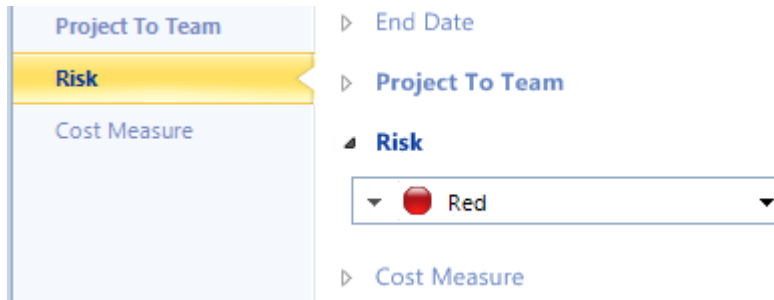 Project To Team
Risk
Cost Measure
End Date
Project To Team
Risk
Red
Cost Measure